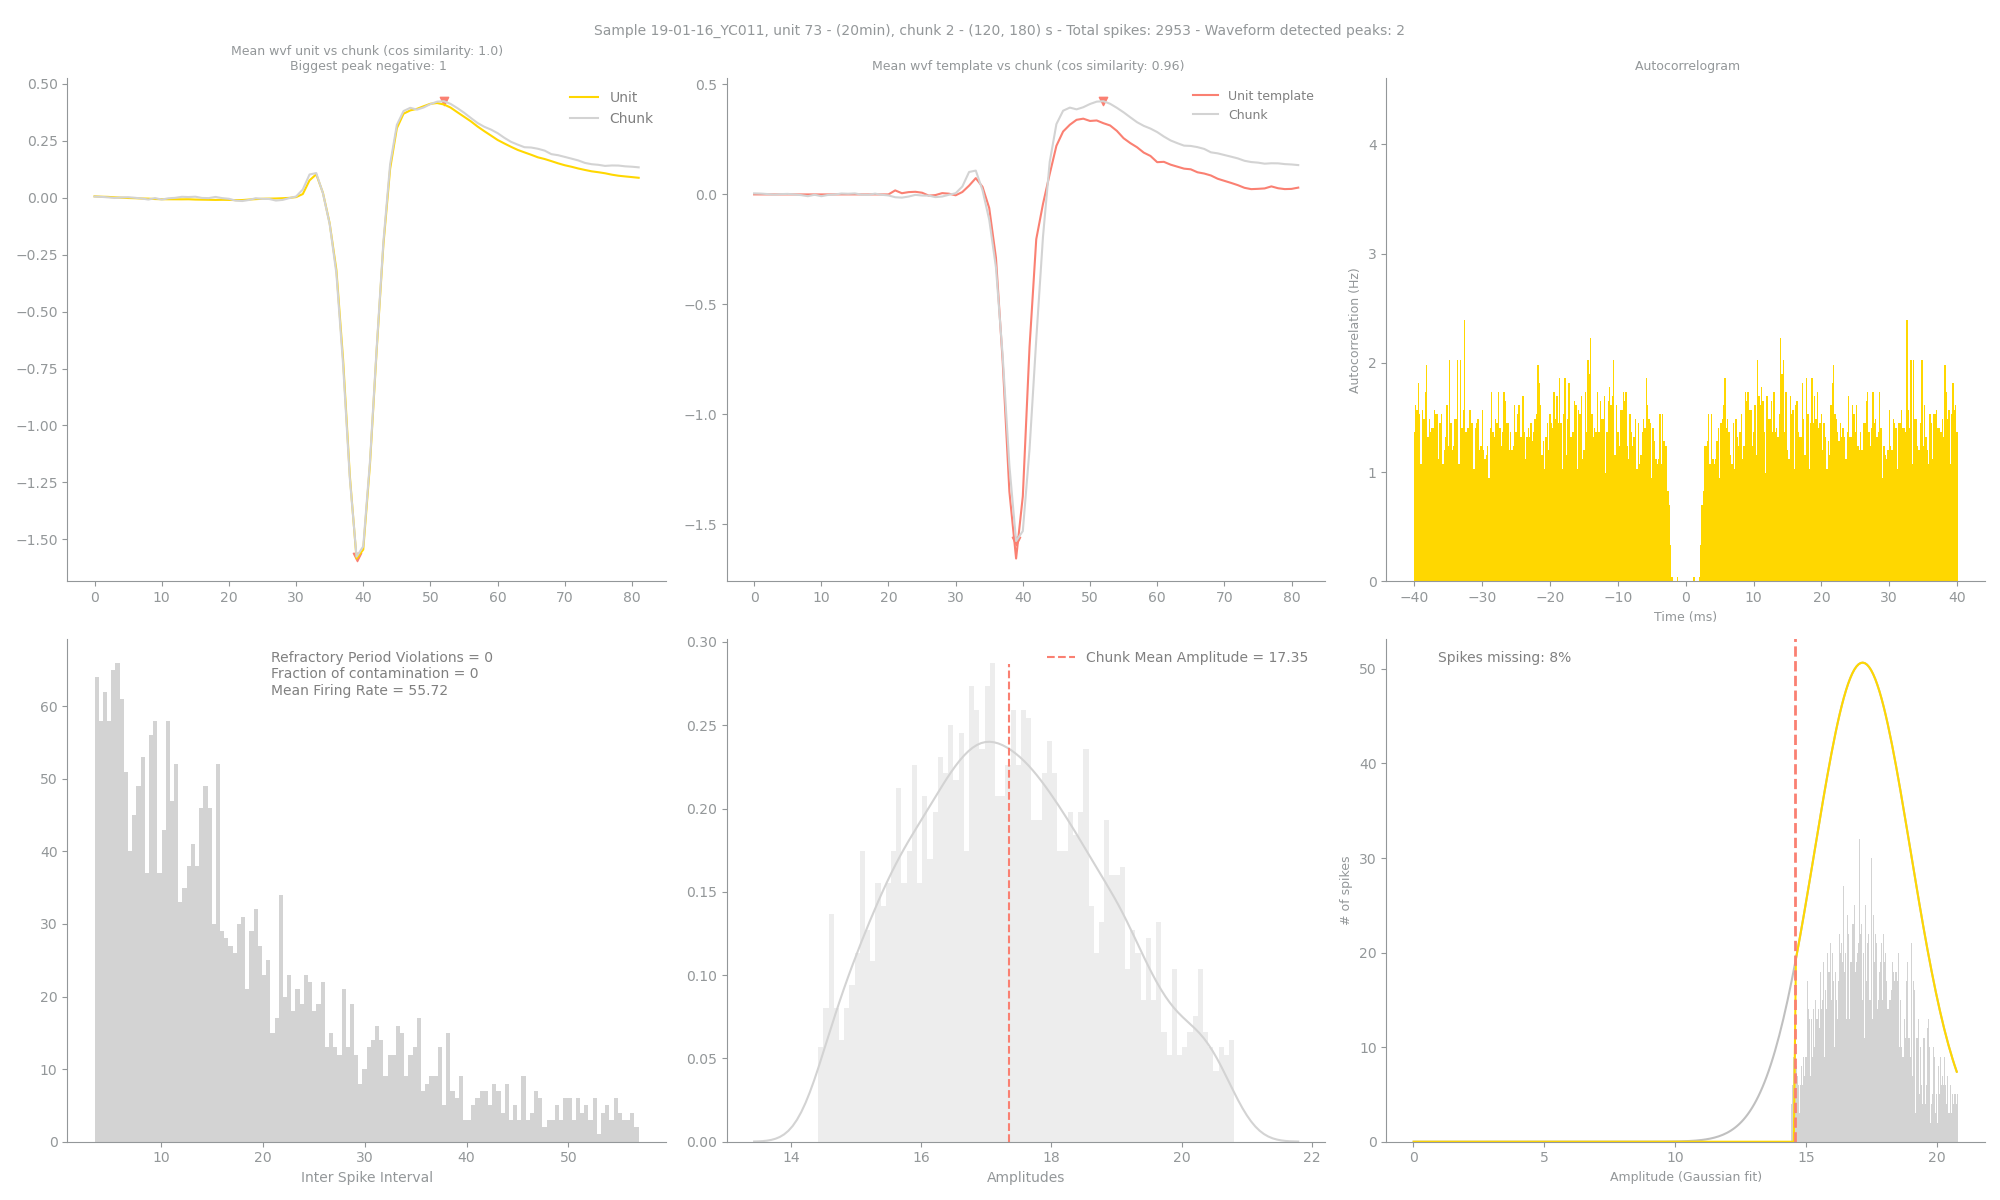 Sample 19-01-16_YC011, unit 73 - (20min), chunk 2 - (120, 180) s - Total spikes: 2953 - Waveform detected peaks: 2
Mean wvf unit vs chunk (cos similarity: 1.0)
Biggest peak negative: 1
Unit
Chunk
0.50
0.25
0.00
−0.25
−0.50
−0.75
−1.00
−1.25
−1.50
0 10 20 30 40 50 60 70 80
Mean wvf template vs chunk (cos similarity: 0.96)
Unit template
Chunk
0.5
0.0
−0.5
−1.0
−1.5
0 10 20 30 40 50 60 70 80
Autocorrelogram
Autocorrelation (Hz)
4
3
2
1
0
−40 −30 −20 −10 0 10 20 30 40
Time (ms)
Refractory Period Violations = 0
Fraction of contamination = 0
Mean Firing Rate = 55.72
60
50
40
30
20
10
0
10 20 30 40 50
Inter Spike Interval
Chunk Mean Amplitude = 17.35
0.30
0.25
0.20
0.15
0.10
0.05
0.00
14 16 18 20 22
Amplitudes
Spikes missing: 8%
# of spikes
50
40
30
20
10
0
0 5 10 15 20
Amplitude (Gaussian fit)